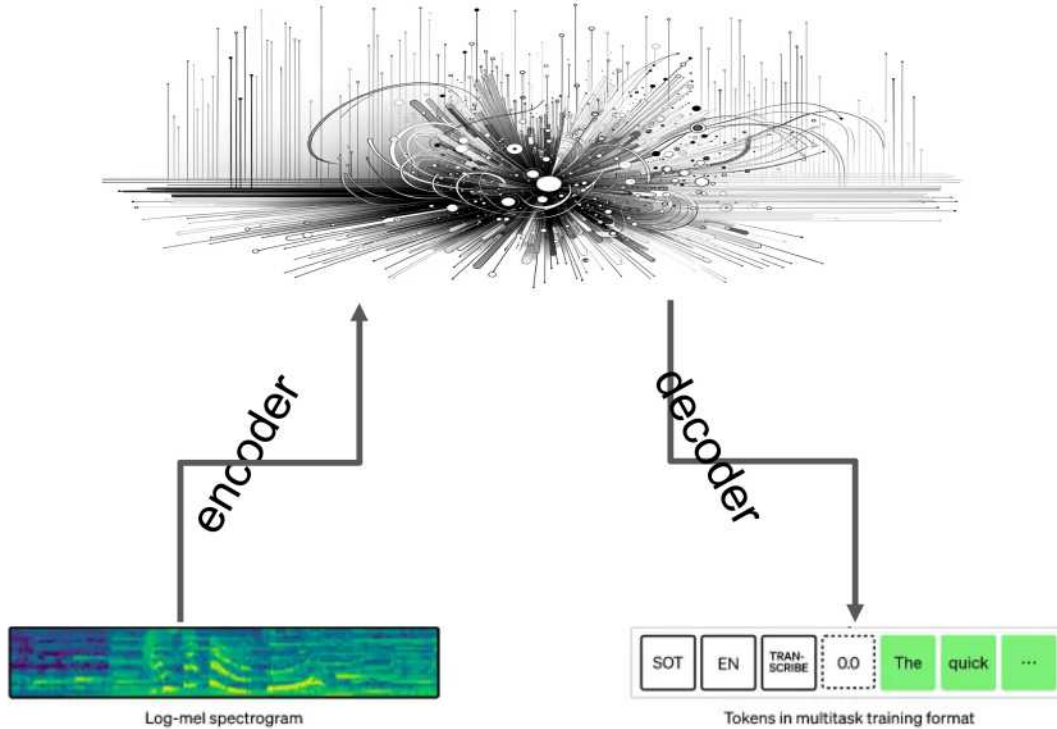 encoder
decoder
SOT EN TRAN-
SCRIBE 0.0 The quick ...
Log-mel spectrogram
Tokens in multitask training format